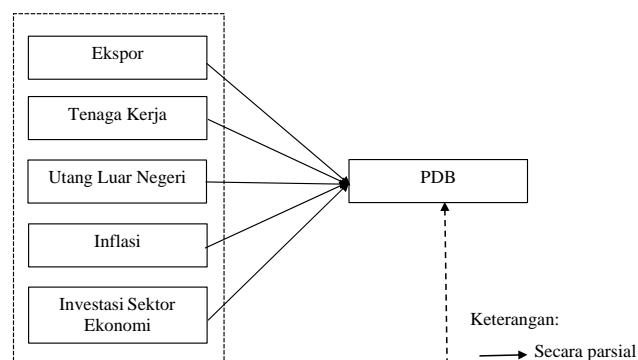 Ekspor
Tenaga Kerja
Utang Luar Negeri
PDB
Inflasi
Investasi Sektor
Ekonomi
Keterangan:
Secara parsial